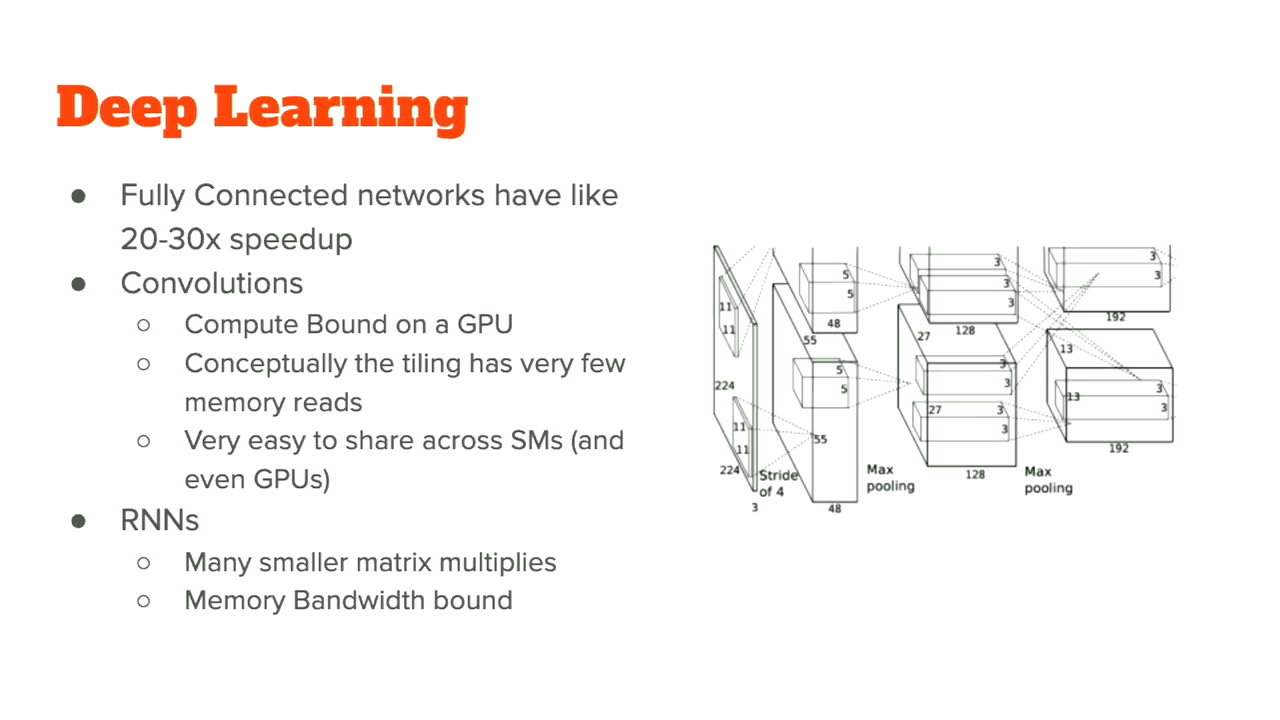 Deep Learning
● Fully Connected networks have like
20-30x speedup
● Convolutions
○ Compute Bound on a GPU
○ Conceptually the tiling has very few
memory reads
○ Very easy to share across SMs (and
even GPUs)
● RNNs
○ Many smaller matrix multiplies
○ Memory Bandwidth bound
11
11
224
11
11
224
3
Stride
of 4
5
5
48
55
5
5
55
48
Max
pooling
3
3
3
128
27
3
3
27
3
3
128
Max
pooling
3
3
192
13
13
3
3
192